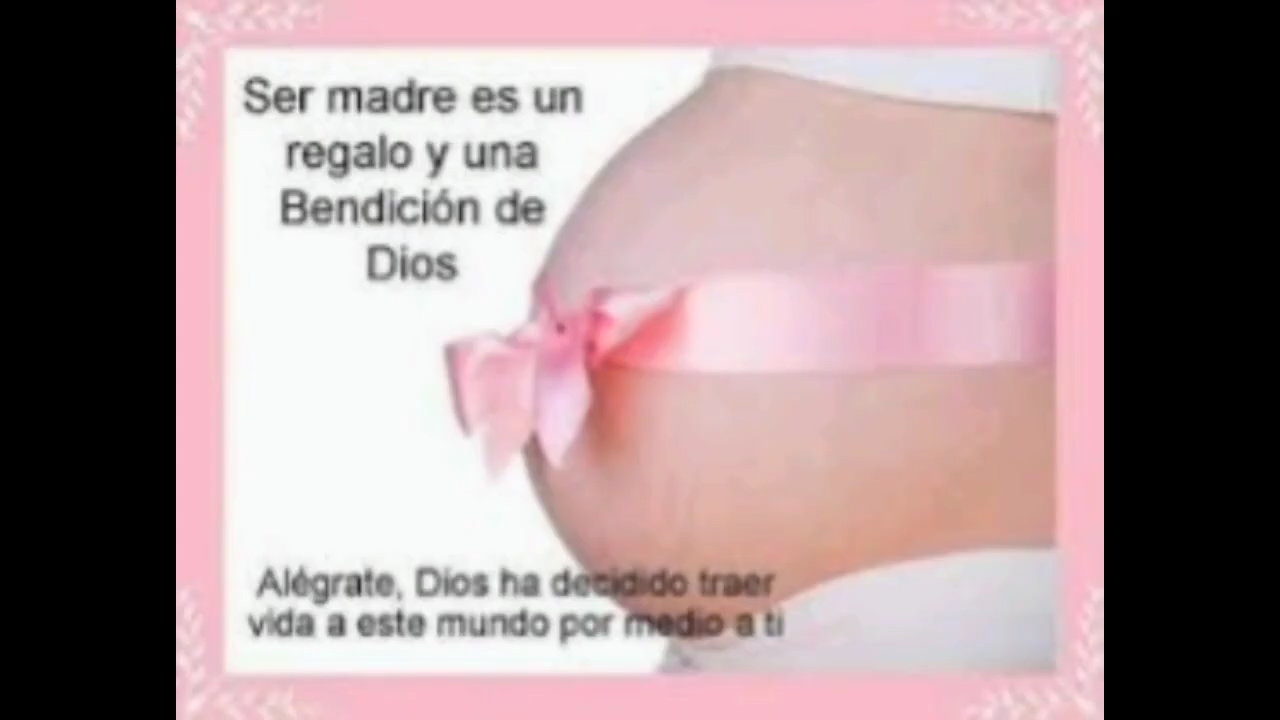 Ser madre es un
regalo y una
Bendición de
Dios
Alégrate, Dios ha decidido traer
vida a este mundo por medio a ti